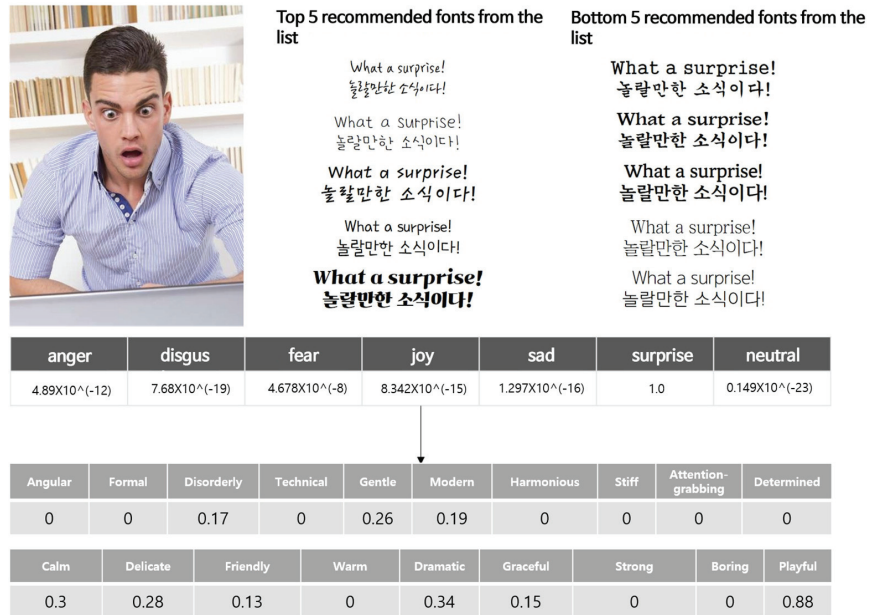 Top 5 recommended fonts from the
list
What a surprise!
놀랄만한 소식이다!
What a surprise!
놀랄만한 소식이다!
What a surprise!
놀랄만한 소식이다!
What a surprise!
놀랄만한 소식이다!
What a surprise!
놀랄만한 소식이다!
Bottom 5 recommended fonts from the
list
What a surprise!
놀랄만한 소식이다!
What a surprise!
놀랄만한 소식이다!
What a surprise!
놀랄만한 소식이다!
What a surprise!
놀랄만한 소식이다!
What a surprise!
놀랄만한 소식이다!
anger disgus fear joy sad surprise neutral
4.89X10^(-12) 7.68X10^(-19) 4.678X10^(-8) 8.342X10^(-15) 1.297X10^(-16) 1.0 0.149X10^(-23)
Angular Formal Disorderly Technical Gentle Modern Harmonious Stiff Attention-grabbing Determined
0 0 0.17 0 0.26 0.19 0 0 0 0
Calm Delicate Friendly Warm Dramatic Graceful Strong Boring Playful
0.3 0.28 0.13 0 0.34 0.15 0 0 0.88